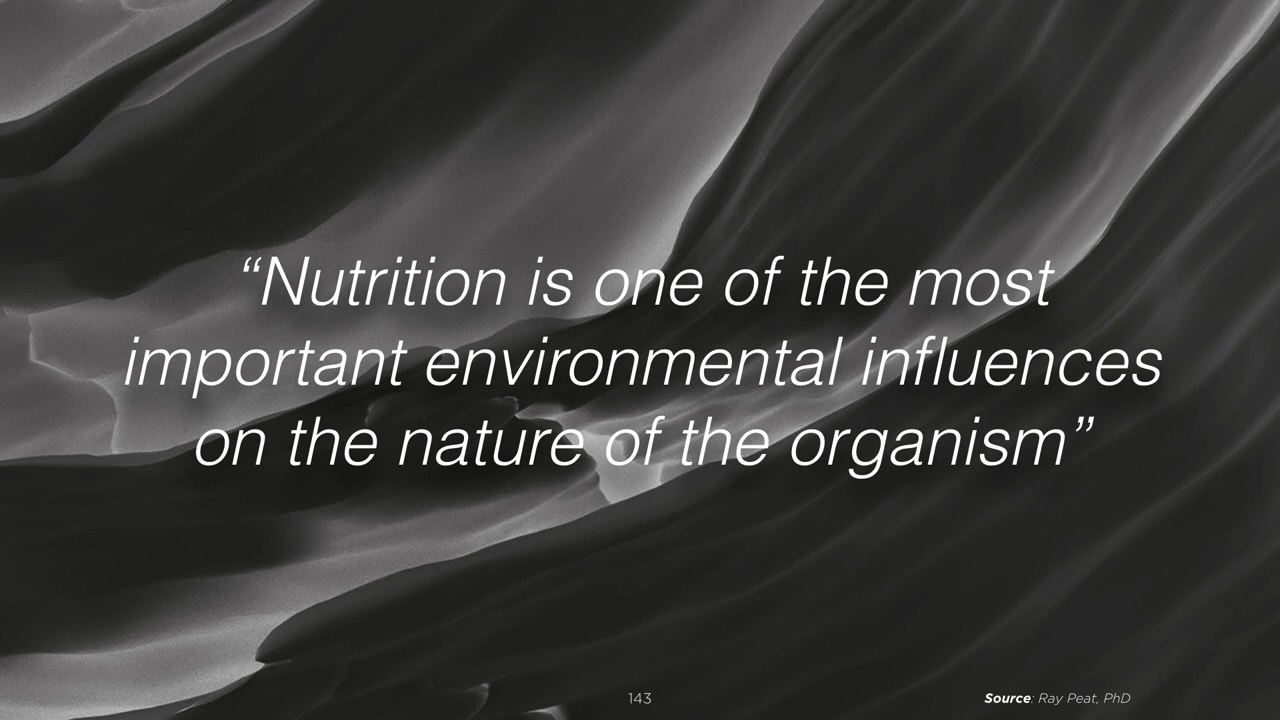 “Nutrition is one of the most
important environmental influences
on the nature of the organism”
143
Source: Ray Peat, PhD